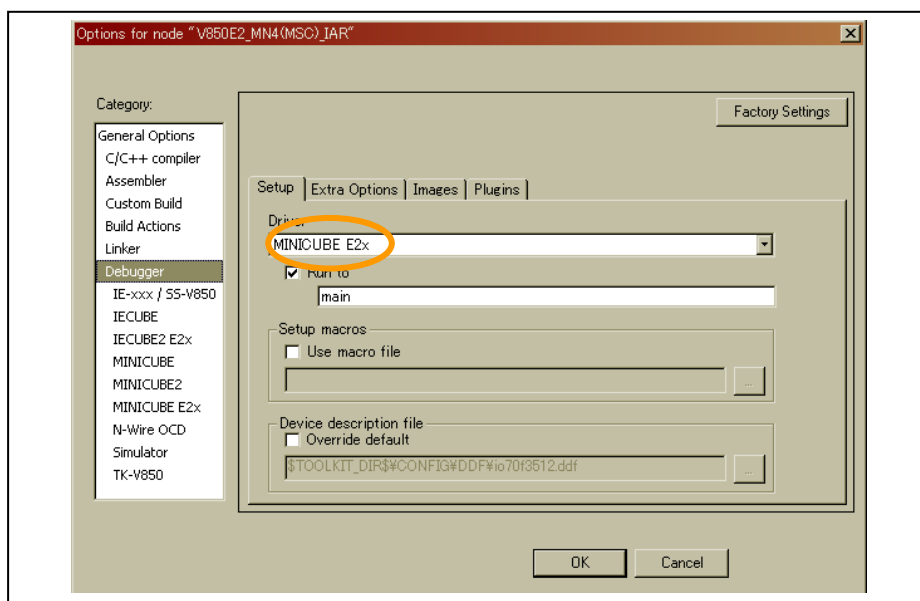 Options for node "V850E2_MN4(MSC)_IAR"
Category:
Factory Settings
General Options
C/C++ compiler
Assembler
Custom Build
Build Actions
Linker
Debugger
IE-xxx / SS-V850
IECUBE
IECUBE2 E2x
MINICUBE
MINICUBE2
MINICUBE E2x
N-Wire OCD
Simulator
TK-V850
Setup Extra Options Images Plugins
Driver
MINICUBE E2x
Run to
main
Setup macros
Use macro file
...
Device description file
Override default
$TOOLKIT_DIR$¥CONFIG¥DDF¥io70f3512.ddf
...
OK Cancel